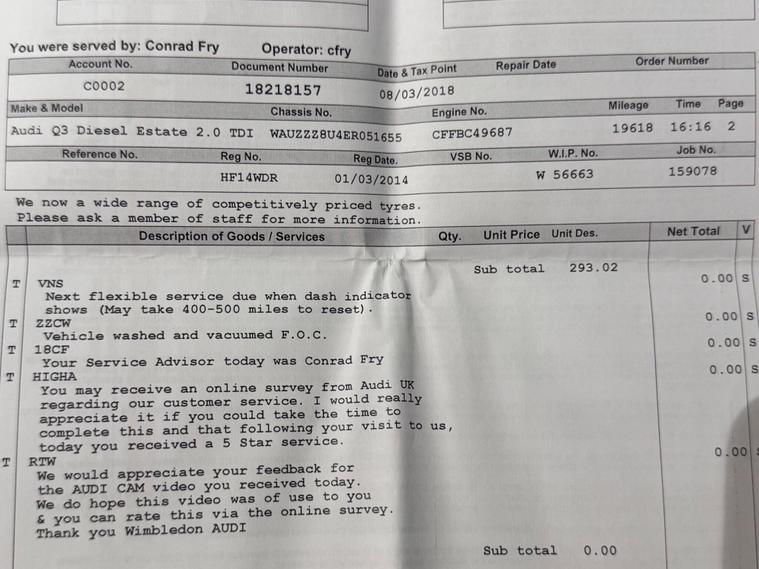 You were served by: Conrad Fry Operator: cfry
Account No. Document Number Date & Tax Point Repair Date Order Number
C0002 18218157 08/03/2018
Make & Model Chassis No. Engine No. Mileage Time Page
Audi Q3 Diesel Estate 2.0 TDI WAUZZZ8U4ER051655 CFFBC49687 19618 16:16 2
Reference No. Reg No. Reg Date. VSB No. W.I.P. No. Job No.
HF14WDR 01/03/2014 W 56663 159078
We now a wide range of competitively priced tyres.
Please ask a member of staff for more information.
Description of Goods / Services Qty. Unit Price Unit Des. Net Total V
Sub total 293.02
T VNS 0.00 S
Next flexible service due when dash indicator
shows (May take 400-500 miles to reset).
T ZZCW 0.00 S
Vehicle washed and vacuumed F.O.C.
T 18CF 0.00 S
Your Service Advisor today was Conrad Fry
T HIGHA 0.00 S
You may receive an online survey from Audi UK
regarding our customer service. I would really
appreciate it if you could take the time to
complete this and that following your visit to us,
today you received a 5 Star service.
T RTW 0.00 S
We would appreciate your feedback for
the AUDI CAM video you received today.
We do hope this video was of use to you
& you can rate this via the online survey.
Thank you Wimbledon AUDI
Sub total 0.00